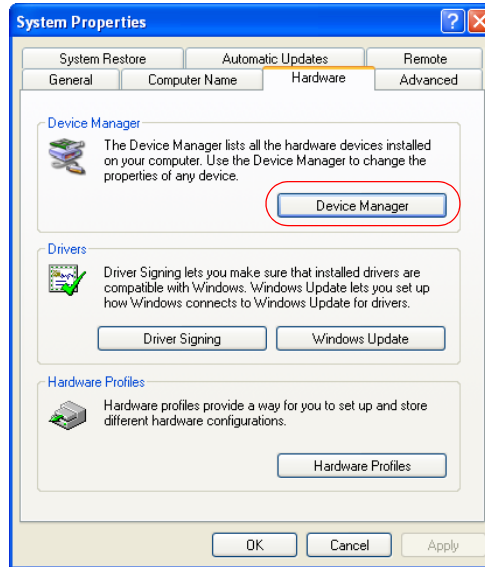 System Properties
System Restore Automatic Updates Remote
General Computer Name Hardware Advanced
Device Manager
The Device Manager lists all the hardware devices installed
on your computer. Use the Device Manager to change the
properties of any device.
Device Manager
Drivers
Driver Signing lets you make sure that installed drivers are
compatible with Windows. Windows Update lets you set up
how Windows connects to Windows Update for drivers.
Driver Signing Windows Update
Hardware Profiles
Hardware profiles provide a way for you to set up and store
different hardware configurations.
Hardware Profiles
OK Cancel Apply